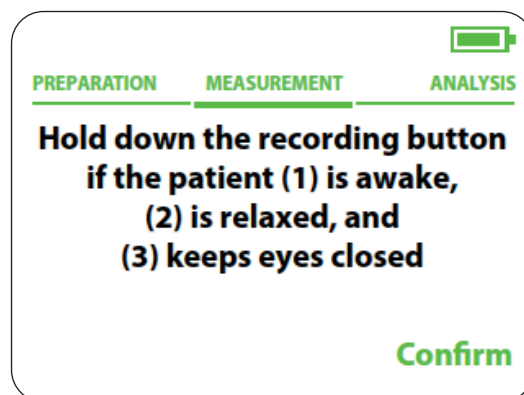 PREPARATION MEASUREMENT ANALYSIS
Hold down the recording button
if the patient (1) is awake,
(2) is relaxed, and
(3) keeps eyes closed
Confirm